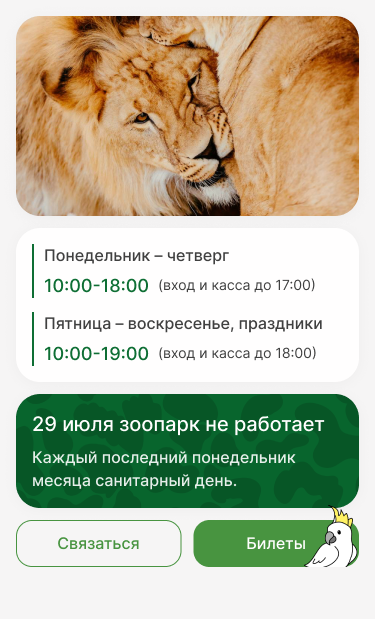 Понедельник – четверг
10:00-18:00 (вход и касса до 17:00)
Пятница – воскресенье, праздники
10:00-19:00 (вход и касса до 18:00)
29 июля зоопарк не работает
Каждый последний понедельник
месяца санитарный день.
Связаться
Билеты